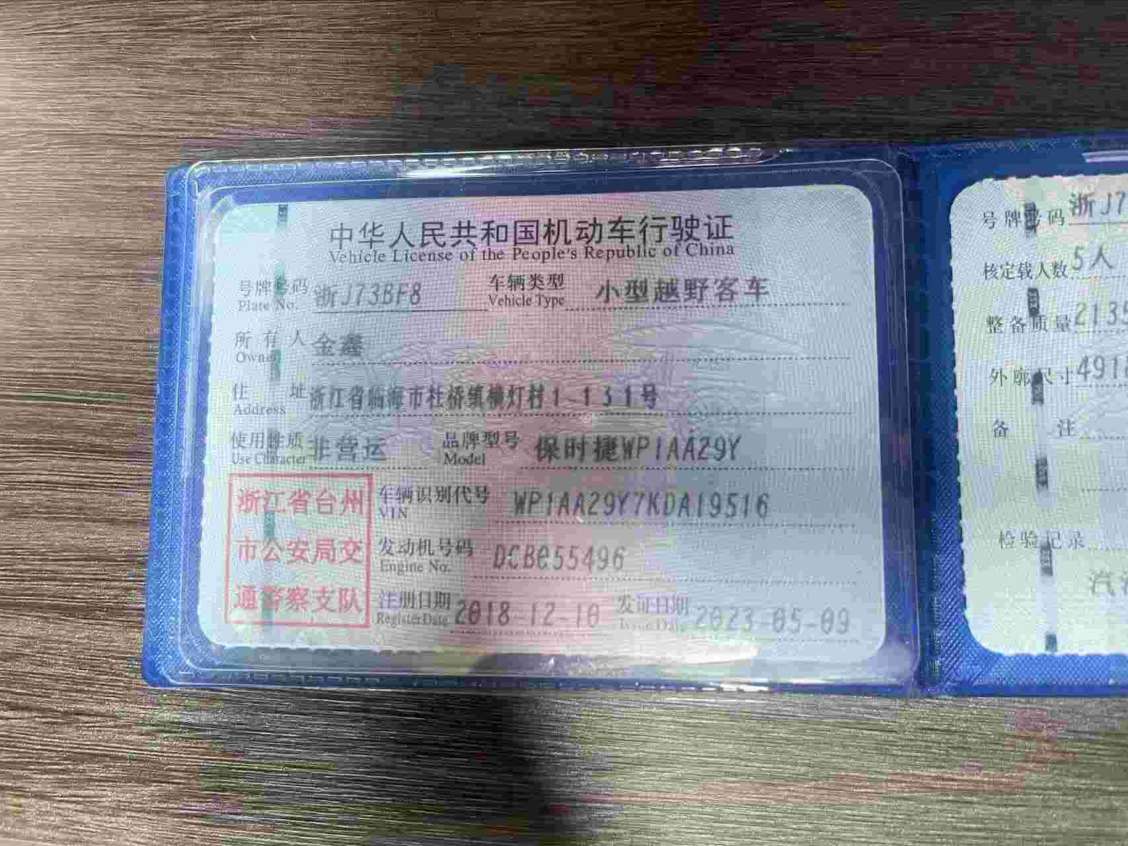 中华人民共和国机动车行驶证
Vehicle License of the People's Republic of China
号牌号码 浙J73BF8 车辆类型 小型越野客车
Plate No. Vehicle Type
所有人 金鑫
Owner
住址 浙江省临海市杜桥镇横灯村1-131号
Address
使用性质 非营运 品牌型号 保时捷WP1AA29Y
Use Character Model
浙江省台州
市公安局交
通警察支队
车辆识别代号 WP1AA29Y7KDA19516
VIN
发动机号码 DCB055496
Engine No.
注册日期 2018-12-10 发证日期 2023-05-09
Register Date Issue Date
号牌号码 浙J7
核定载人数 5人
整备质量 2135
外廓尺寸 4918
备注
检验记录
汽